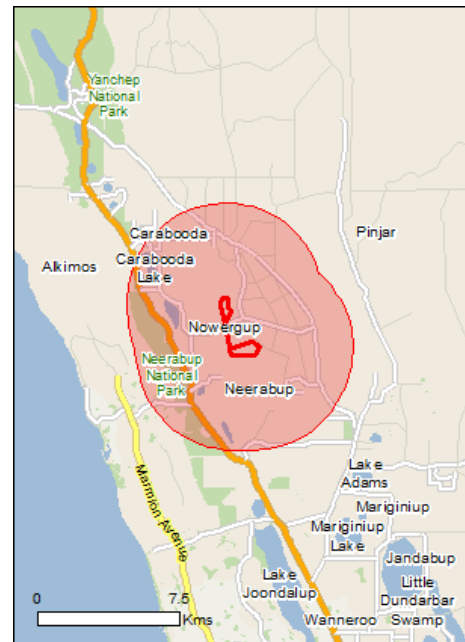 Yanchep
National
Park
Carabooda
Pinjar
Alkimos
Carabooda
Lake
Nowergup
Neerabup
National
Park
Neerabup
Marmion Avenue
Lake
Adams
Mariginiup
Mariginiup
Lake
Jandabup
Lake
Joondalup
Little
Dundarbar
Swamp
Wanneroo
0
7.5
Kms